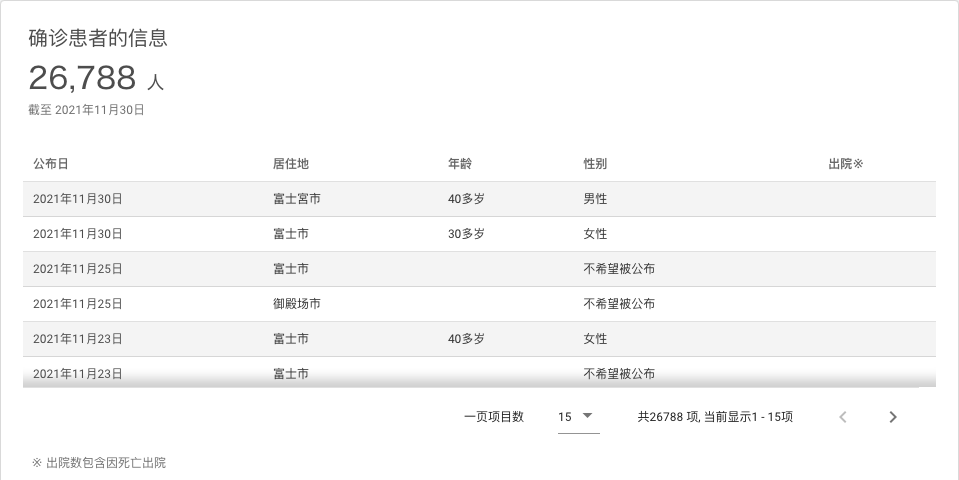 确诊患者的信息
26,788 人
截至 2021年11月30日
公布日 居住地 年龄 性别 出院※
2021年11月30日 富士宮市 40多岁 男性
2021年11月30日 富士市 30多岁 女性
2021年11月25日 富士市 不希望被公布
2021年11月25日 御殿场市 不希望被公布
2021年11月23日 富士市 40多岁 女性
2021年11月23日 富士市 不希望被公布
一页项目数 15 共26788 项, 当前显示1 - 15项
※ 出院数包含因死亡出院